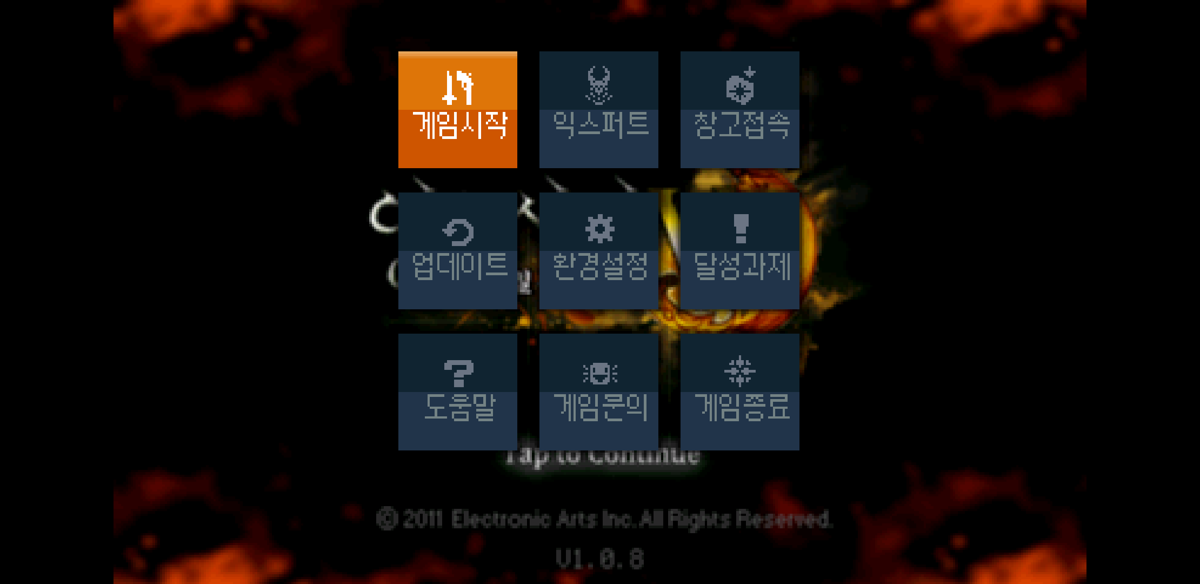 게임시작
익스퍼트
창고접속
업데이트
환경설정
달성과제
도움말
게임문의
게임종료
Tap to Continue
© 2011 Electronic Arts Inc. All Rights Reserved.
V1.0.8